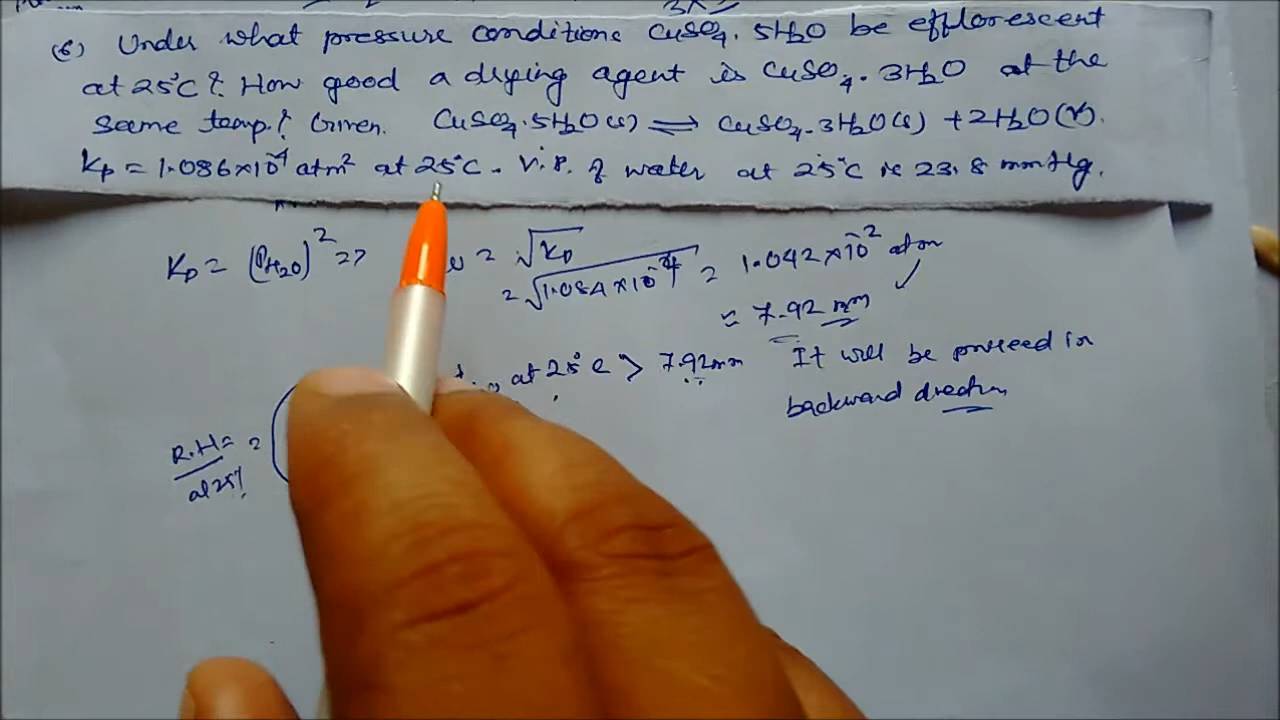 (6) Under what pressure conditions CuSO4. 5H2O be efflorescent
at 25°C? How good a drying agent is CuSO4. 3H2O at the
same temp.? Given. CuSO4.5H2O(s) ⇌ CuSO4.3H2O(s) + 2H2O(v).
Kp = 1.086×10⁻⁴ atm² at 25°C. V.P. of water at 25°C is 23.8 mmHg.
Kp = (PH2O)² => = √Kp
= √1.084×10⁻⁴ = 1.042×10⁻² atm
≈ 7.92 mm
at 25°C > 7.92mm It will be proceed in
backward direction
R.H= =
at 25%